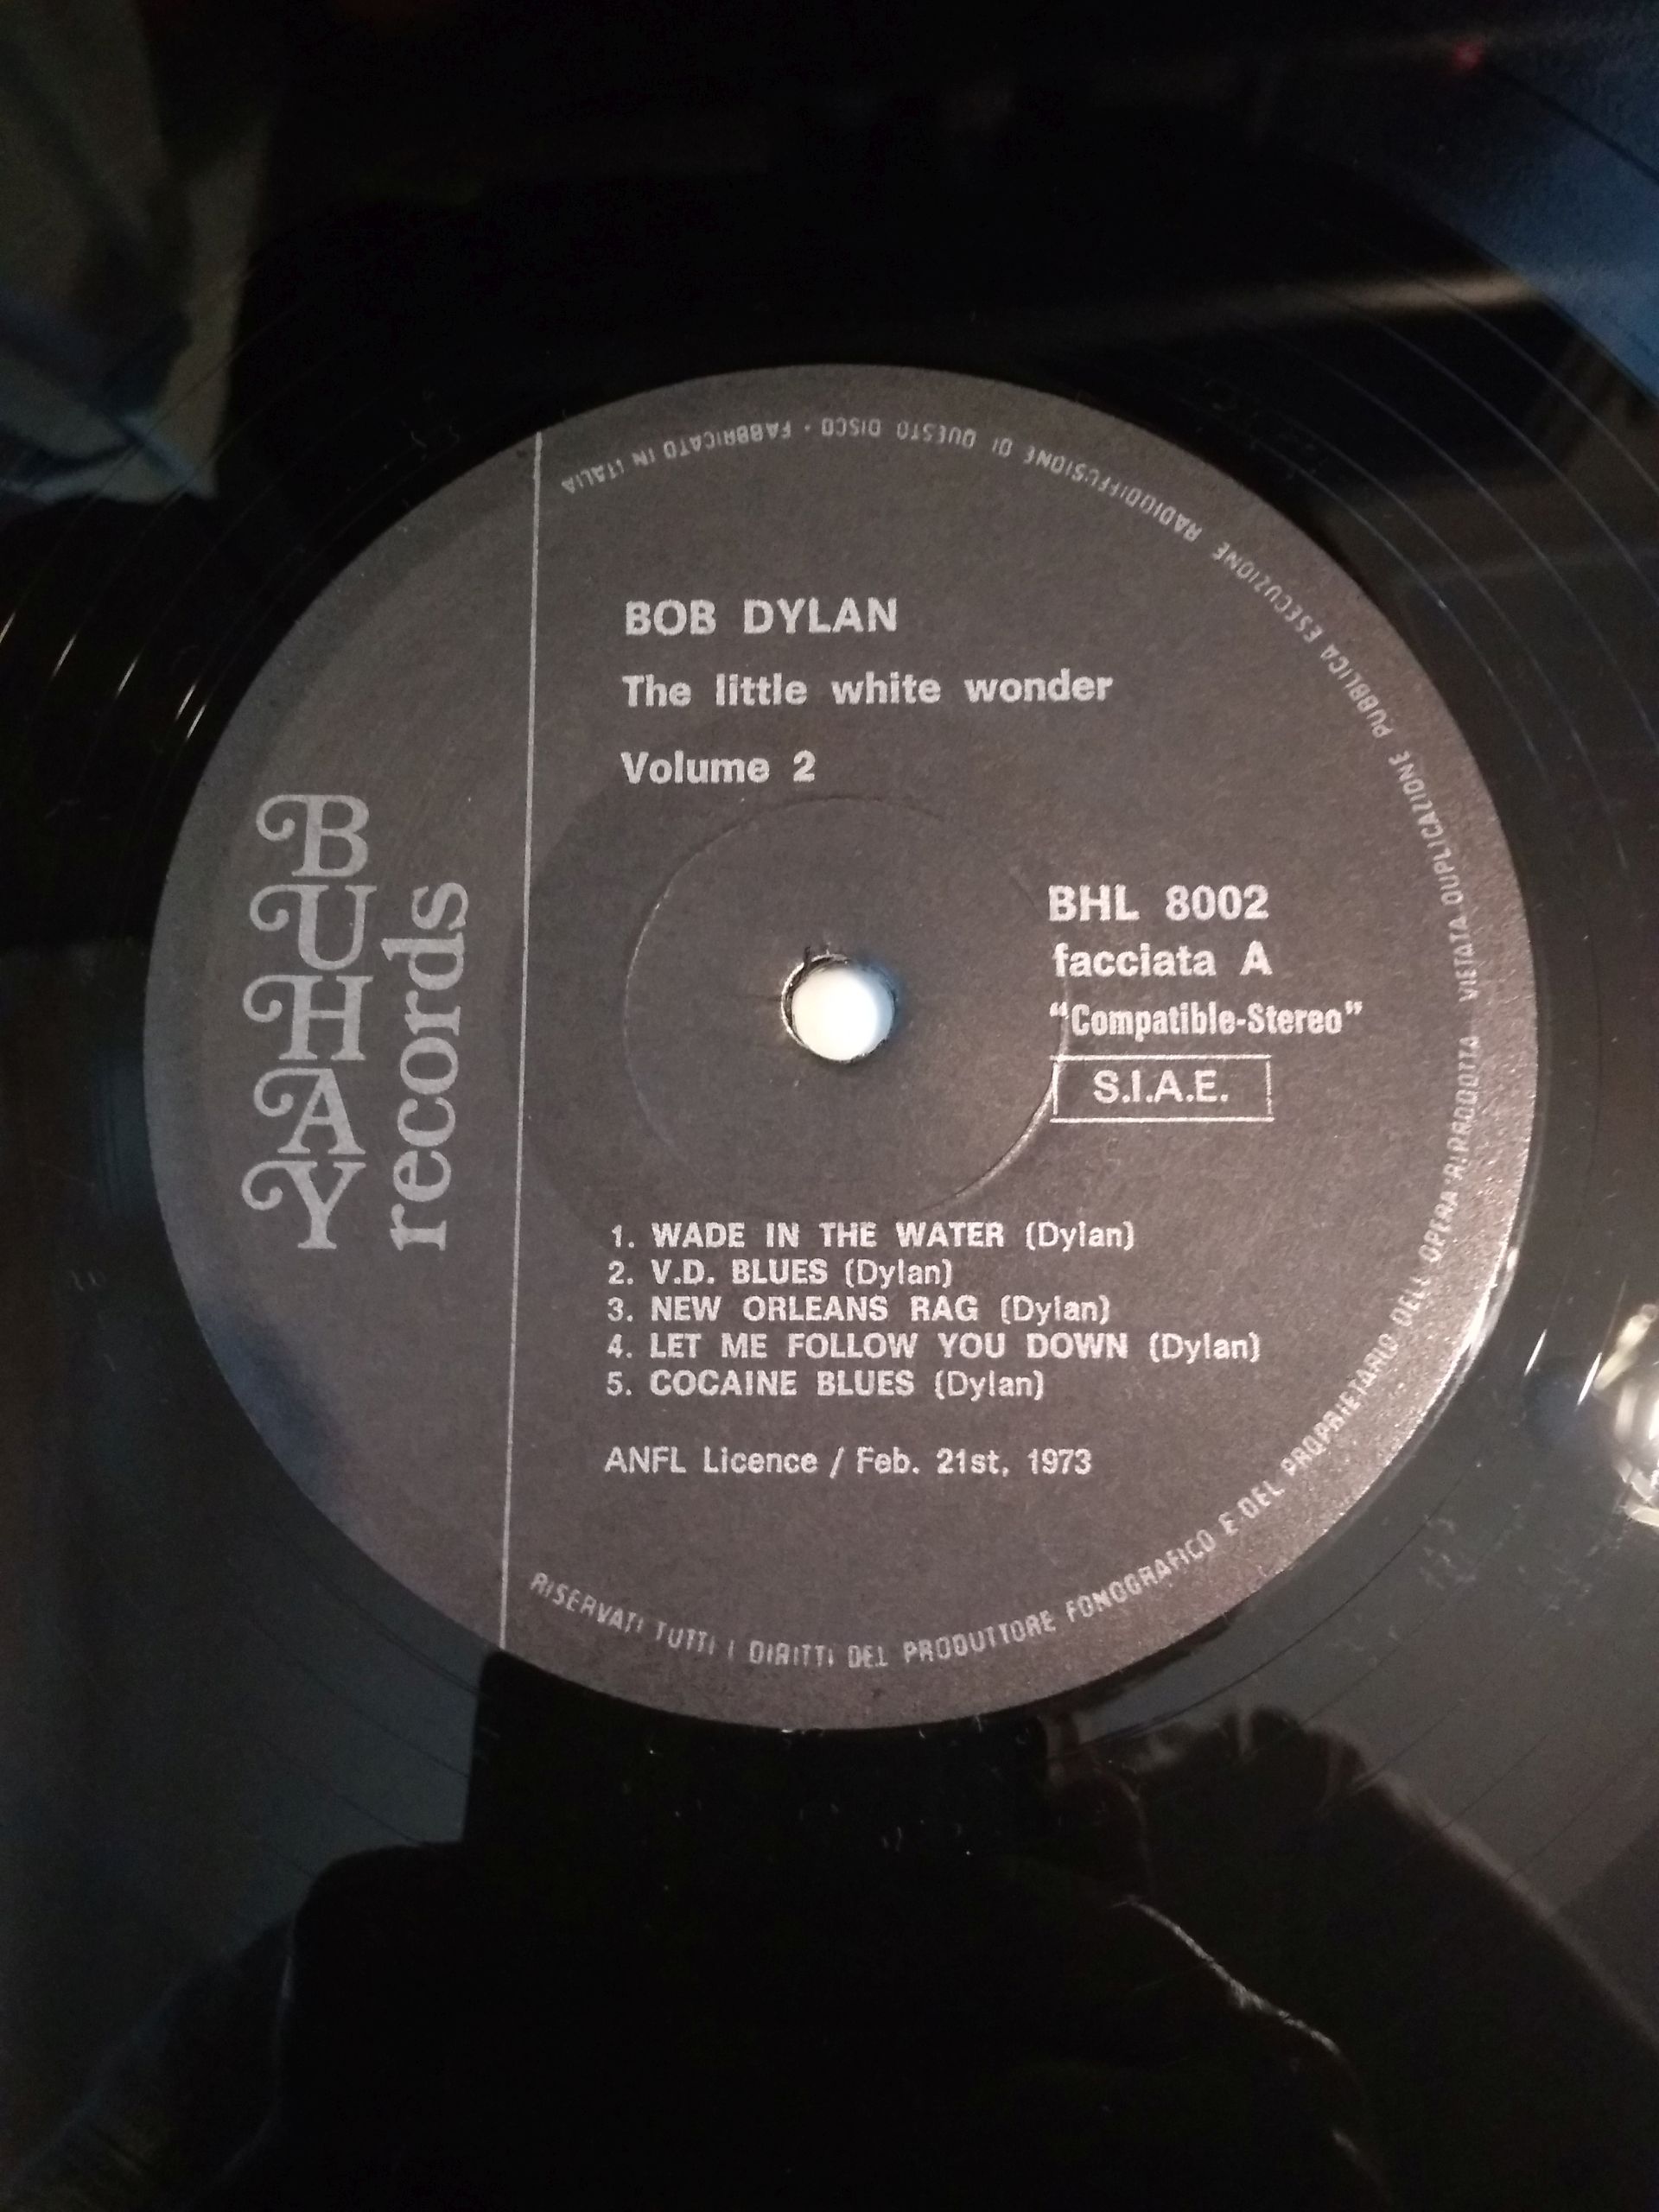 BOB DYLAN
The little white wonder
Volume 2
BUHAY
records
BHL 8002
facciata A
"Compatible-Stereo"
S.I.A.E.
1. WADE IN THE WATER (Dylan)
2. V.D. BLUES (Dylan)
3. NEW ORLEANS RAG (Dylan)
4. LET ME FOLLOW YOU DOWN (Dylan)
5. COCAINE BLUES (Dylan)
ANFL Licence / Feb. 21st, 1973
RISERVATI TUTTI I DIRITTI DEL PRODUTTORE FONOGRAFICO E DEL PROPRIETARIO DELL'OPERA RIPRODOTTA VIETATA DUPLICAZIONE PUBBLICA ESECUZIONE RADIODIFFUSIONE DI QUESTO DISCO • FABBRICATO IN ITALIA